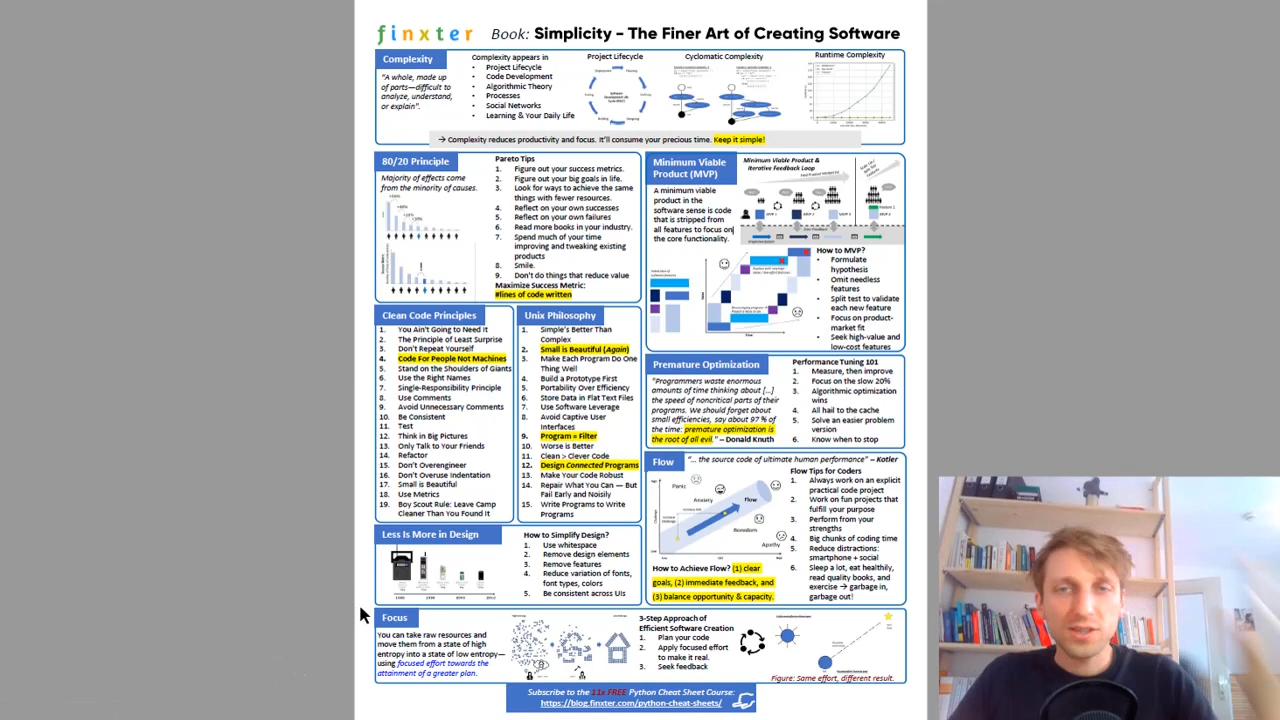 finxter
Book: Simplicity – The Finer Art of Creating Software
Complexity
"A whole, made up
of parts—difficult to
analyze, understand,
or explain".
Complexity appears in
• Project Lifecycle
• Code Development
• Algorithmic Theory
• Processes
• Social Networks
• Learning & Your Daily Life
Project Lifecycle
Cyclomatic Complexity
Runtime Complexity
→ Complexity reduces productivity and focus. It'll consume your precious time. Keep it simple!
80/20 Principle
Majority of effects come
from the minority of causes.
Pareto Tips
1. Figure out your success metrics.
2. Figure out your big goals in life.
3. Look for ways to achieve the same
things with fewer resources.
4. Reflect on your own successes
5. Reflect on your own failures
6. Read more books in your industry.
7. Spend much of your time
improving and tweaking existing
products
8. Smile.
9. Don't do things that reduce value
Maximize Success Metric:
#lines of code written
Minimum Viable
Product (MVP)
A minimum viable
product in the
software sense is code
that is stripped from
all features to focus on
the core functionality.
Minimum Viable Product &
Iterative Feedback Loop
How to MVP?
• Formulate
hypothesis
• Omit needless
features
• Split test to validate
each new feature
• Focus on product-
market fit
• Seek high-value and
low-cost features
Clean Code Principles
1. You Ain't Going to Need It
2. The Principle of Least Surprise
3. Don't Repeat Yourself
4. Code For People Not Machines
5. Stand on the Shoulders of Giants
6. Use the Right Names
7. Single-Responsibility Principle
8. Use Comments
9. Avoid Unnecessary Comments
10. Be Consistent
11. Test
12. Think in Big Pictures
13. Only Talk to Your Friends
14. Refactor
15. Don't Overengineer
16. Don't Overuse Indentation
17. Small is Beautiful
18. Use Metrics
19. Boy Scout Rule: Leave Camp
Cleaner Than You Found It
Unix Philosophy
1. Simple's Better Than
Complex
2. Small is Beautiful (Again)
3. Make Each Program Do One
Thing Well
4. Build a Prototype First
5. Portability Over Efficiency
6. Store Data in Flat Text Files
7. Use Software Leverage
8. Avoid Captive User
Interfaces
9. Program = Filter
10. Worse is Better
11. Clean > Clever Code
12. Design Connected Programs
13. Make Your Code Robust
14. Repair What You Can — But
Fail Early and Noisily
15. Write Programs to Write
Programs
Premature Optimization
"Programmers waste enormous
amounts of time thinking about [...]
the speed of noncritical parts of their
programs. We should forget about
small efficiencies, say about 97 % of
the time: premature optimization is
the root of all evil." – Donald Knuth
Performance Tuning 101
1. Measure, then improve
2. Focus on the slow 20%
3. Algorithmic optimization
wins
4. All hail to the cache
5. Solve an easier problem
version
6. Know when to stop
Flow
"... the source code of ultimate human performance" – Kotler
Panic
Anxiety
Flow
Boredom
Apathy
How to Achieve Flow? (1) clear
goals, (2) immediate feedback, and
(3) balance opportunity & capacity.
Flow Tips for Coders
1. Always work on an explicit
practical code project
2. Work on fun projects that
fulfill your purpose
3. Perform from your
strengths
4. Big chunks of coding time
5. Reduce distractions:
smartphone + social
6. Sleep a lot, eat healthily,
read quality books, and
exercise → garbage in,
garbage out!
Less Is More in Design
How to Simplify Design?
1. Use whitespace
2. Remove design elements
3. Remove features
4. Reduce variation of fonts,
font types, colors
5. Be consistent across UIs
Focus
You can take raw resources and
move them from a state of high
entropy into a state of low entropy—
using focused effort towards the
attainment of a greater plan.
3-Step Approach of
Efficient Software Creation
1. Plan your code
2. Apply focused effort
to make it real.
3. Seek feedback
Figure: Same effort, different result.
Subscribe to the 11x FREE Python Cheat Sheet Course:
https://blog.finxter.com/python-cheat-sheets/